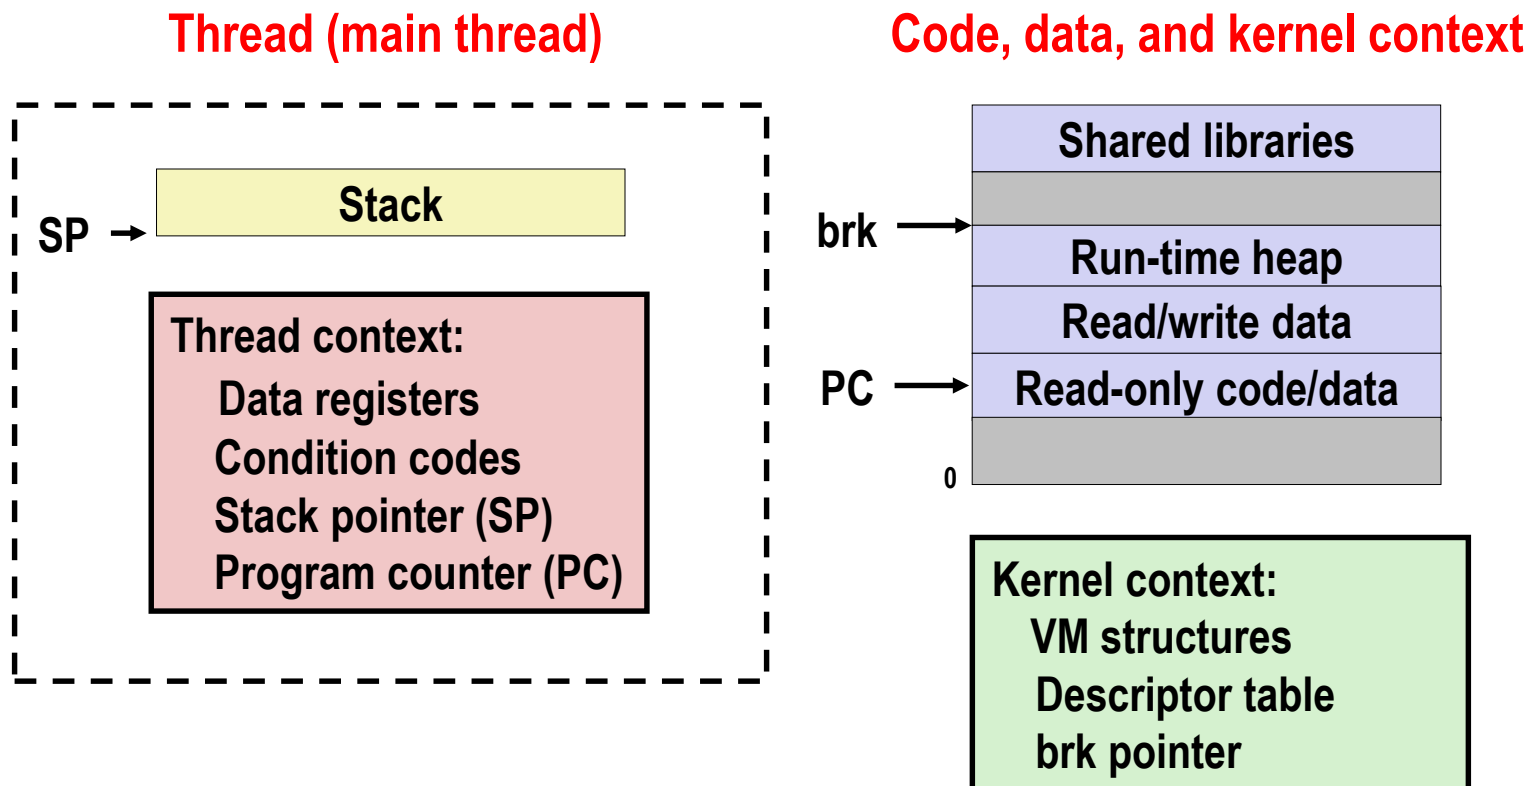 Thread (main thread)
Stack
SP
Thread context:
Data registers
Condition codes
Stack pointer (SP)
Program counter (PC)
Code, data, and kernel context
Shared libraries
brk
Run-time heap
Read/write data
PC
Read-only code/data
0
Kernel context:
VM structures
Descriptor table
brk pointer